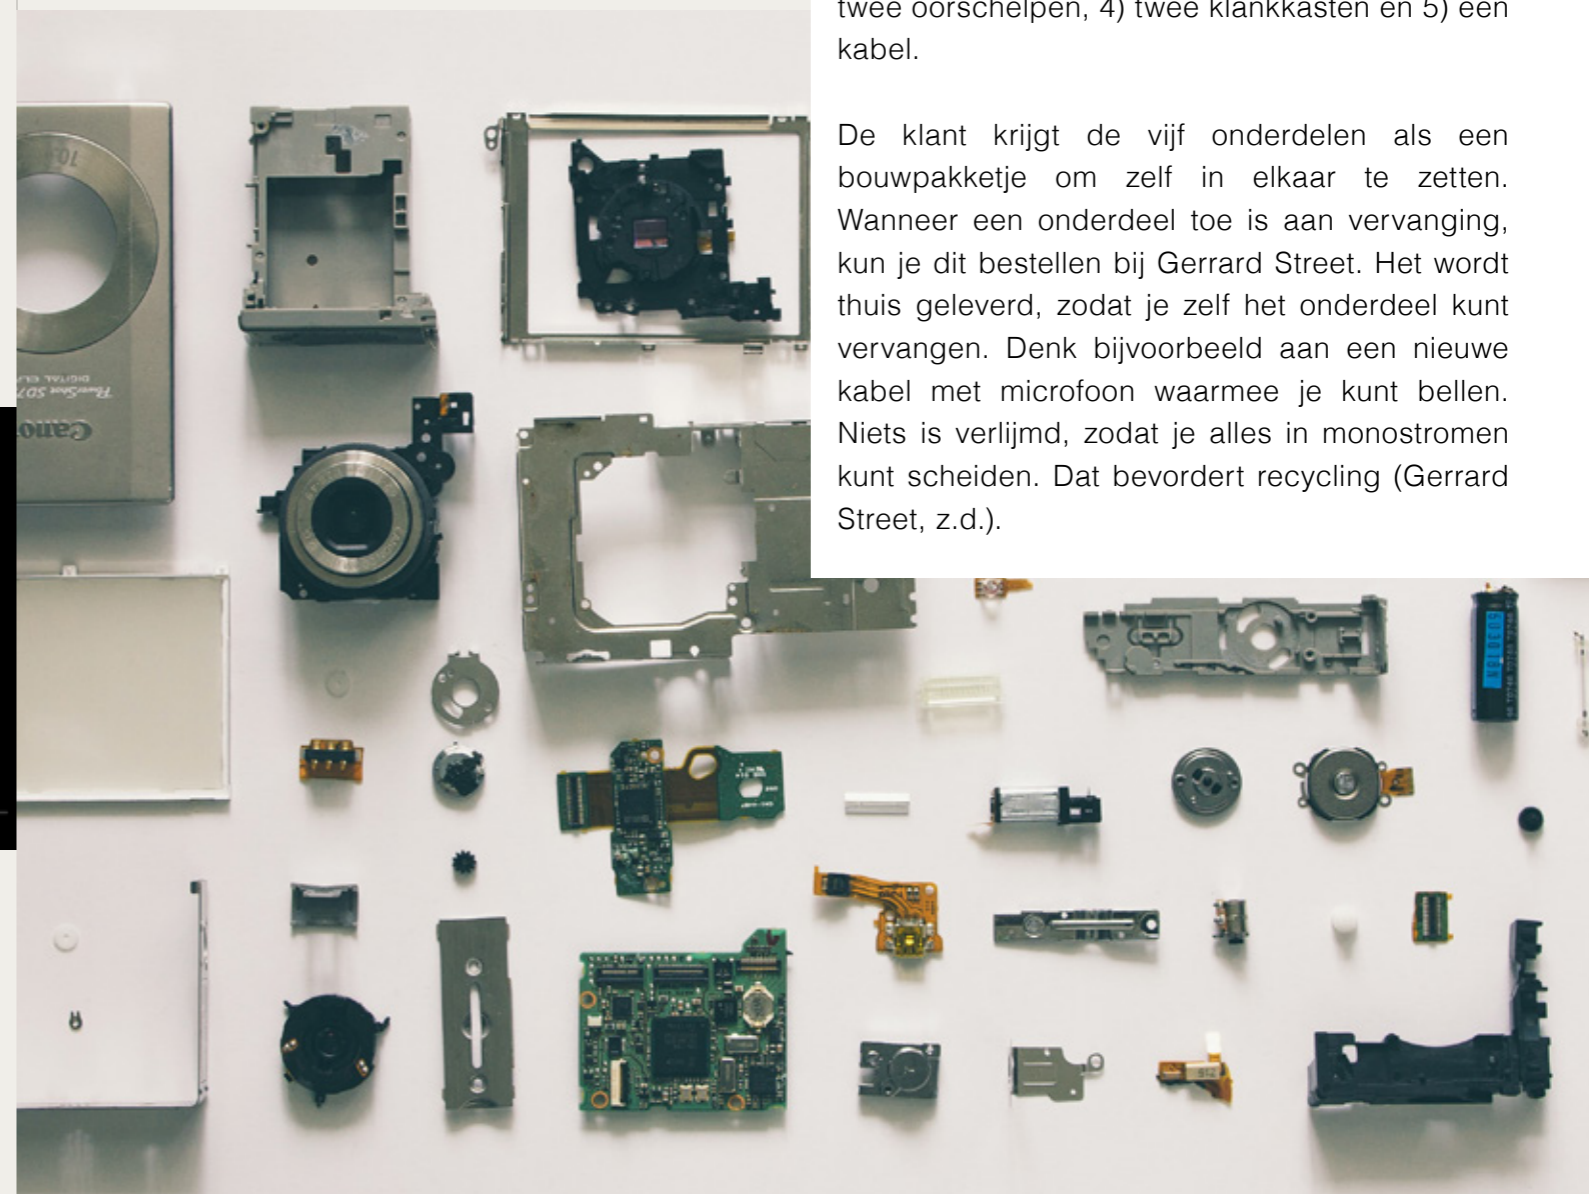 twee oorschelpen, 4) twee klankkasten en 5) een
kabel.
De klant krijgt de vijf onderdelen als een
bouwpakketje om zelf in elkaar te zetten.
Wanneer een onderdeel toe is aan vervanging,
kun je dit bestellen bij Gerrard Street. Het wordt
thuis geleverd, zodat je zelf het onderdeel kunt
vervangen. Denk bijvoorbeeld aan een nieuwe
kabel met microfoon waarmee je kunt bellen.
Niets is verlijmd, zodat je alles in monostromen
kunt scheiden. Dat bevordert recycling (Gerrard
Street, z.d.).
PowerShot
DIGITAL